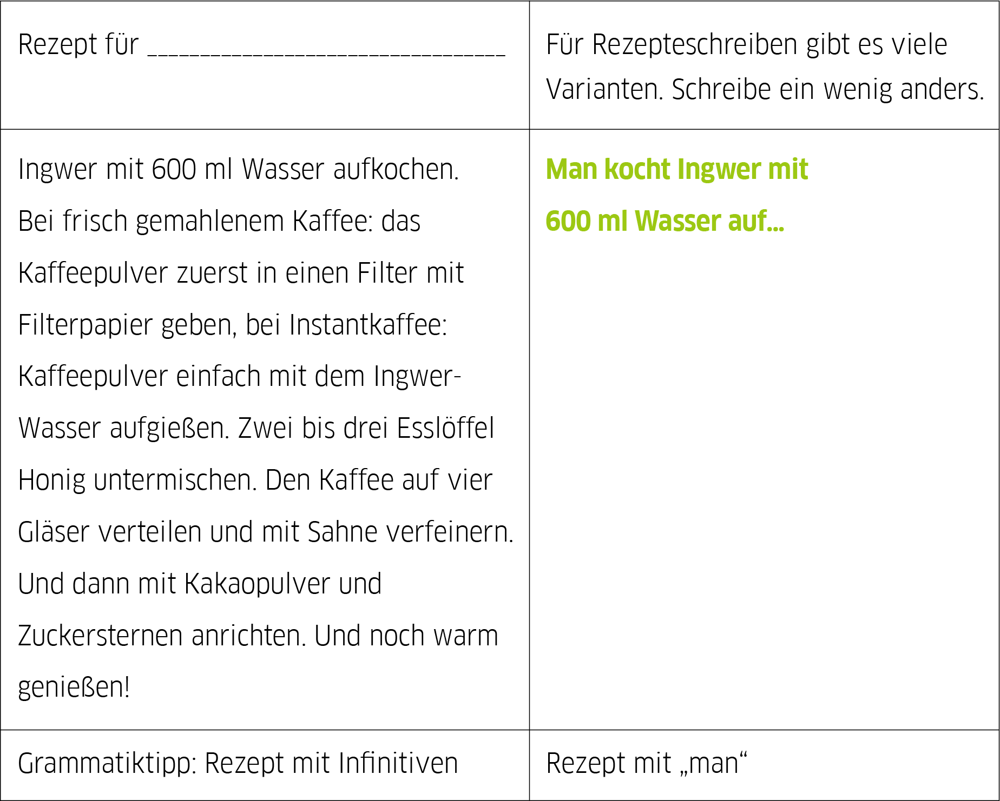 Rezept für __________________________________
Für Rezepteschreiben gibt es viele
Varianten. Schreibe ein wenig anders.
Ingwer mit 600 ml Wasser aufkochen.
Bei frisch gemahlenem Kaffee: das
Kaffeepulver zuerst in einen Filter mit
Filterpapier geben, bei Instantkaffee:
Kaffeepulver einfach mit dem Ingwer-
Wasser aufgießen. Zwei bis drei Esslöffel
Honig untermischen. Den Kaffee auf vier
Gläser verteilen und mit Sahne verfeinern.
Und dann mit Kakaopulver und
Zuckersternen anrichten. Und noch warm
genießen!
Man kocht Ingwer mit
600 ml Wasser auf...
Grammatiktipp: Rezept mit Infinitiven
Rezept mit „man“